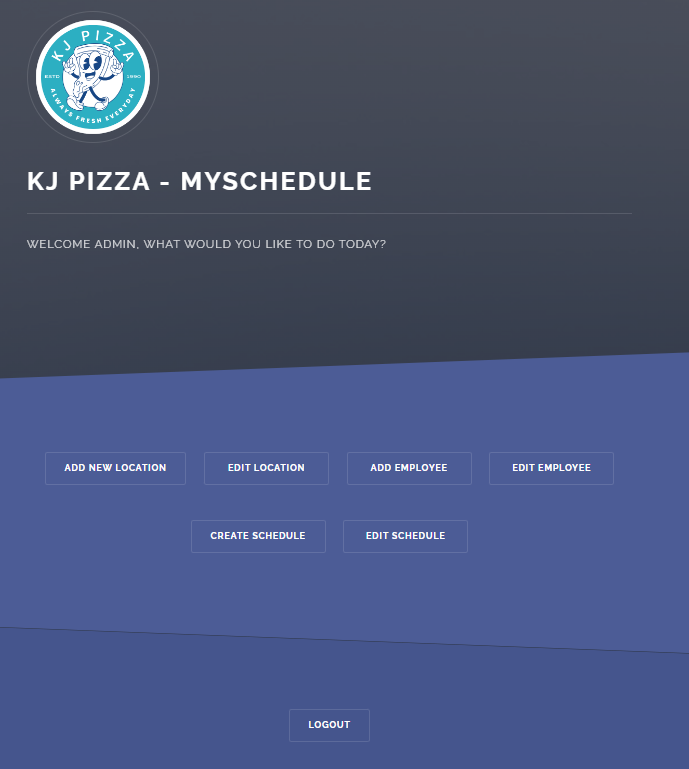 KJ PIZZA
ESTD 1990
ALWAYS FRESH EVERYDAY
KJ PIZZA - MYSCHEDULE
WELCOME ADMIN, WHAT WOULD YOU LIKE TO DO TODAY?
ADD NEW LOCATION EDIT LOCATION ADD EMPLOYEE EDIT EMPLOYEE
CREATE SCHEDULE EDIT SCHEDULE
LOGOUT